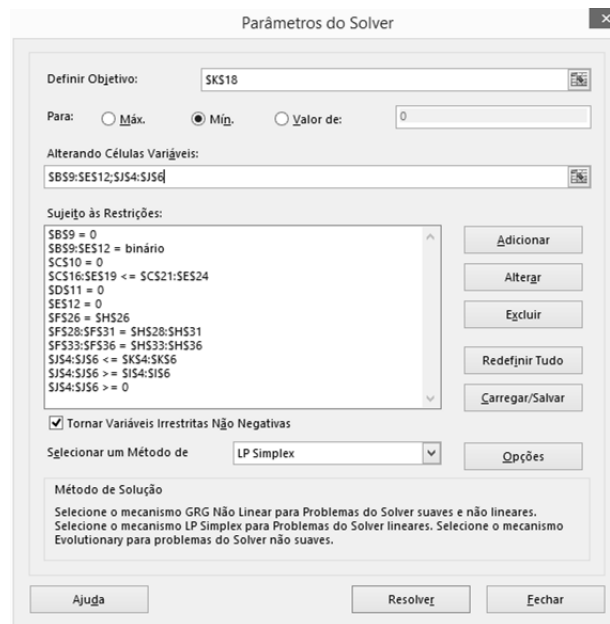 Parâmetros do Solver
Definir Objetivo: $K$18
Para: Máx. Mín. Valor de: 0
Alterando Células Variáveis:
$B$9:$E$12;$J$4:$J$6
Sujeito às Restrições:
$B$9 = 0
$B$9:$E$12 = binário
$C$10 = 0
$C$16:$E$19 <= $C$21:$E$24
$D$11 = 0
$E$12 = 0
$F$26 = $H$26
$F$28:$F$31 = $H$28:$H$31
$F$33:$F$36 = $H$33:$H$36
$J$4:$J$6 <= $K$4:$K$6
$J$4:$J$6 >= $I$4:$I$6
$J$4:$J$6 >= 0
Adicionar
Alterar
Excluir
Redefinir Tudo
Carregar/Salvar
Tornar Variáveis Irrestritas Não Negativas
Selecionar um Método de LP Simplex Opções
Método de Solução
Selecione o mecanismo GRG Não Linear para Problemas do Solver suaves e não lineares.
Selecione o mecanismo LP Simplex para Problemas do Solver lineares. Selecione o mecanismo
Evolutionary para problemas do Solver não suaves.
Ajuda Resolver Fechar